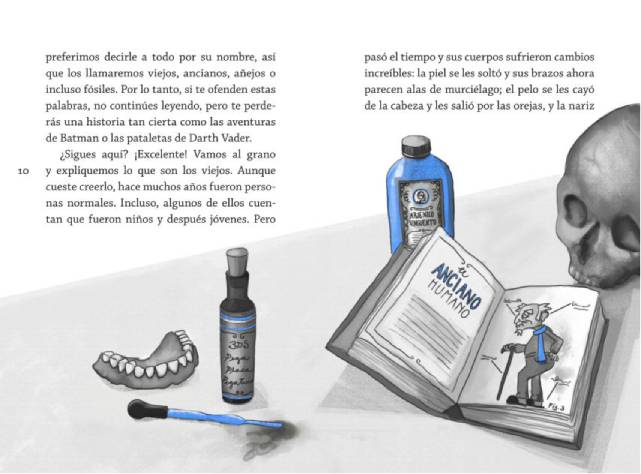 preferimos decirle a todo por su nombre, así
que los llamaremos viejos, ancianos, añejos o
incluso fósiles. Por lo tanto, si te ofenden estas
palabras, no continúes leyendo, pero te perde-
rás una historia tan cierta como las aventuras
de Batman o las pataletas de Darth Vader.
¿Sigues aquí? ¡Excelente! Vamos al grano
10
y expliquemos lo que son los viejos. Aunque
cueste creerlo, hace muchos años fueron perso-
nas normales. Incluso, algunos de ellos cuen-
tan que fueron niños y después jóvenes. Pero
pasó el tiempo y sus cuerpos sufrieron cambios
increíbles: la piel se les soltó y sus brazos ahora
parecen alas de murciélago; el pelo se les cayó
de la cabeza y les salió por las orejas, y la nariz
UNGUENTO
ANCIANO
HUMANO
Fig. 3
Pega